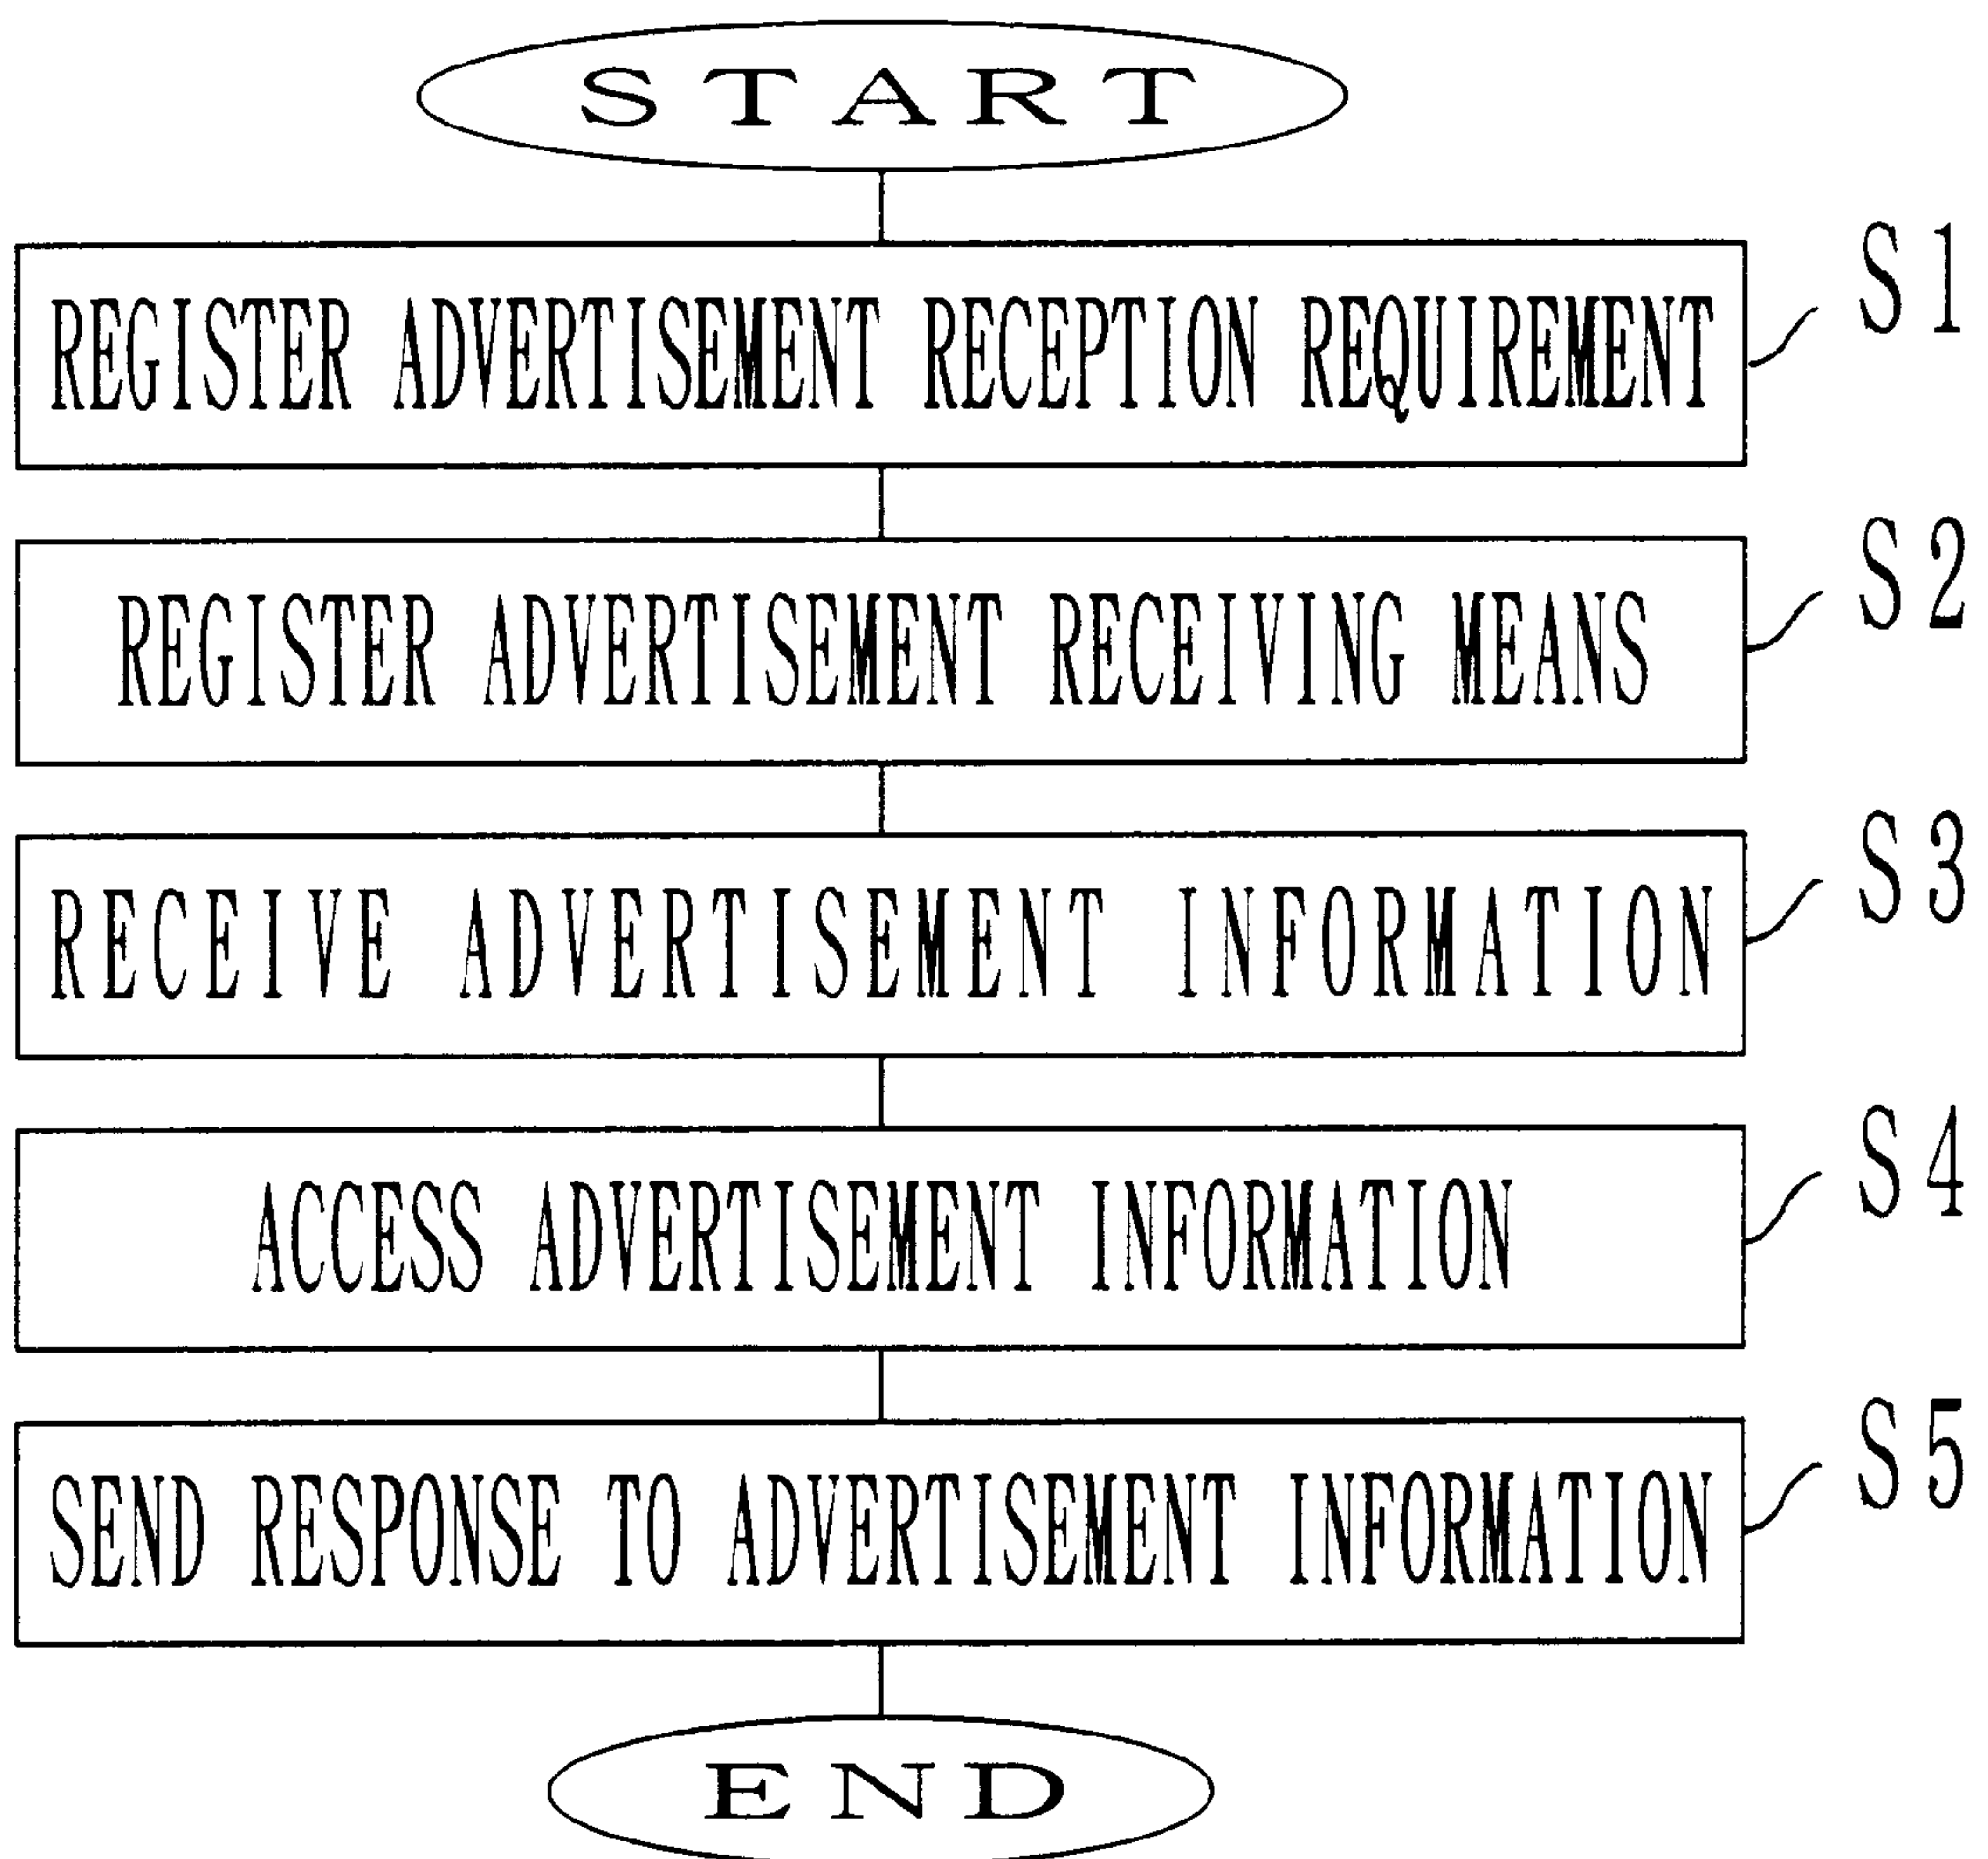 START
REGISTER ADVERTISEMENT RECEPTION REQUIREMENT
S1
REGISTER ADVERTISEMENT RECEIVING MEANS
S2
RECEIVE ADVERTISEMENT INFORMATION
S3
ACCESS ADVERTISEMENT INFORMATION
S4
SEND RESPONSE TO ADVERTISEMENT INFORMATION
S5
END